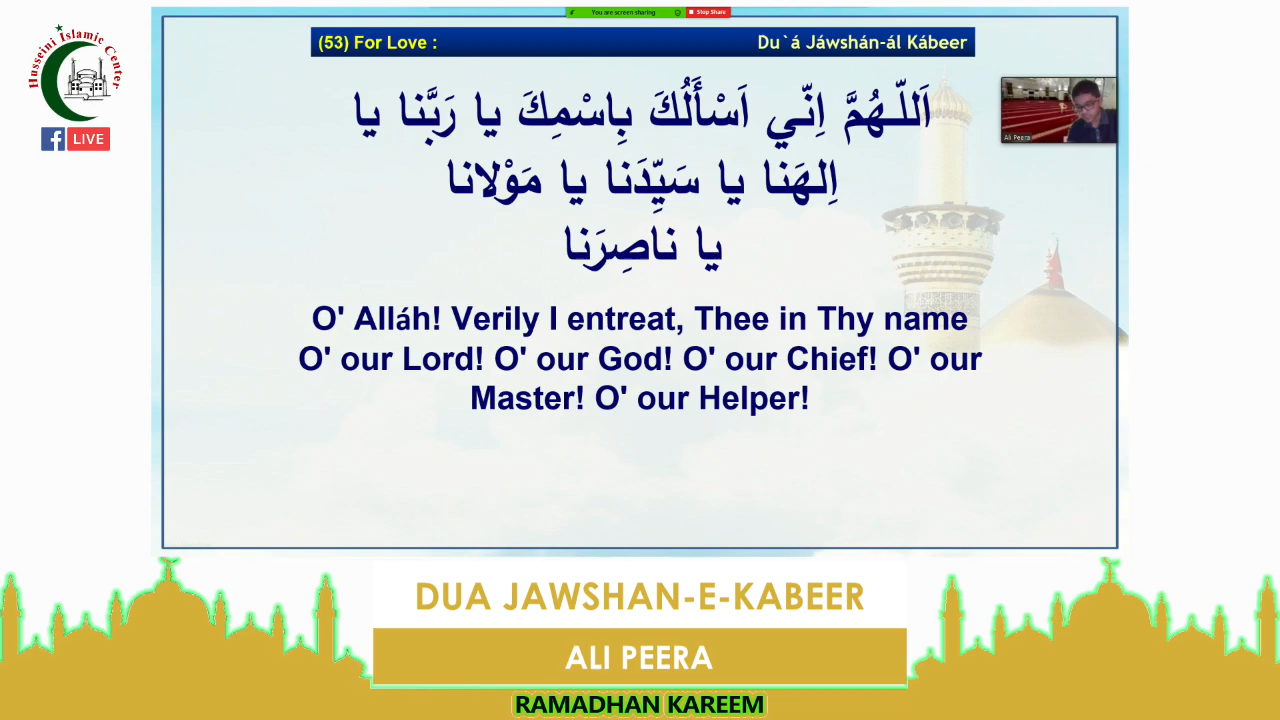 You are screen sharing
Stop Share
Husseini Islamic Center
f LIVE
(53) For Love :
Du`á Jáwshán-ál Kábeer
اَللّـهُمَّ اِنّي اَسْأَلُكَ بِاسْمِكَ يا رَبَّنا يا
اِلهَنا يا سَيِّدَنا يا مَوْلانا
يا ناصِرَنا
Ali Peera
O' Alláh! Verily I entreat, Thee in Thy name
O' our Lord! O' our God! O' our Chief! O' our
Master! O' our Helper!
DUA JAWSHAN-E-KABEER
ALI PEERA
RAMADHAN KAREEM